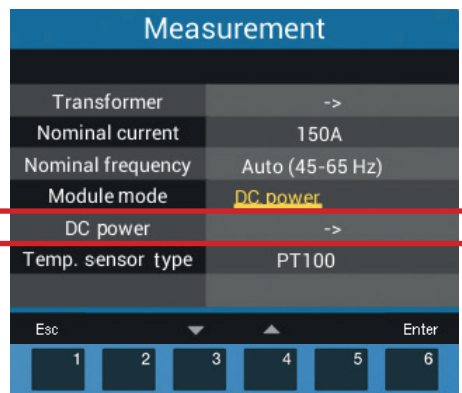 Measurement
Transformer ->
Nominal current 150A
Nominal frequency Auto (45-65 Hz)
Module mode DC power
DC power ->
Temp. sensor type PT100
Esc Enter
1 2 3 4 5 6